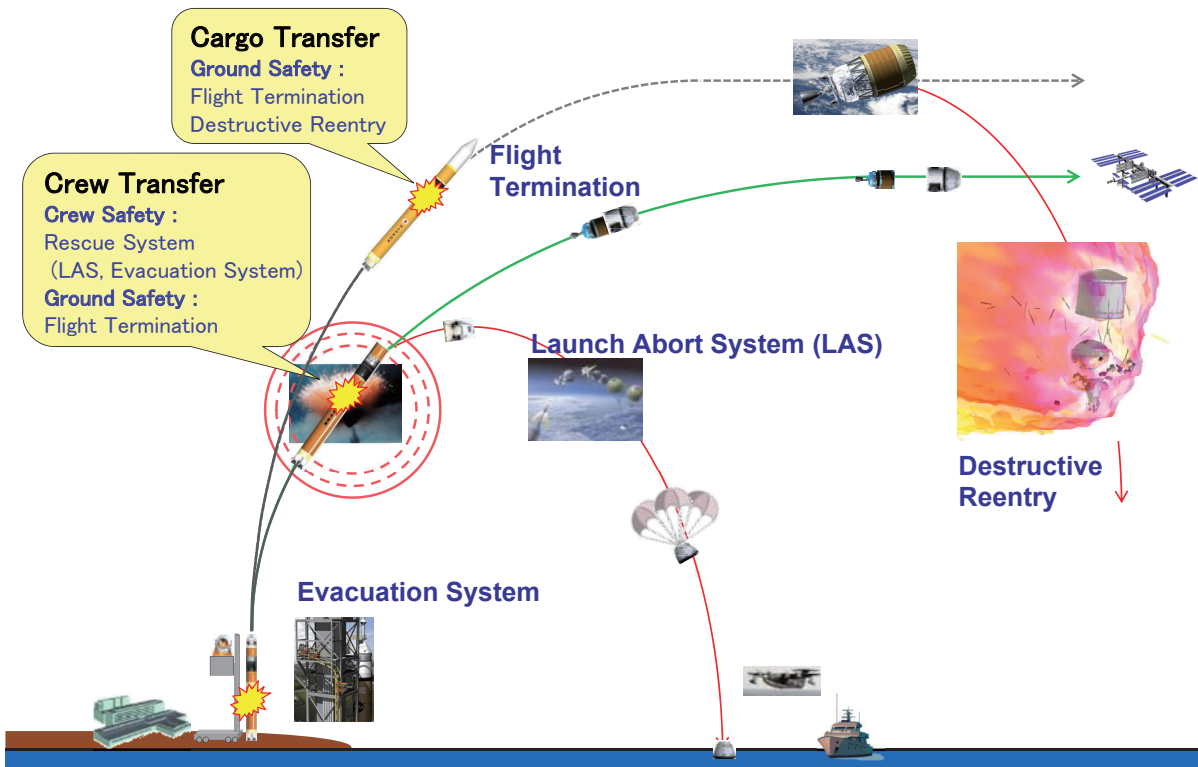 Cargo Transfer
Ground Safety :
Flight Termination
Destructive Reentry
Crew Transfer
Crew Safety :
Rescue System
(LAS, Evacuation System)
Ground Safety :
Flight Termination
Flight
Termination
Launch Abort System (LAS)
Destructive
Reentry
Evacuation System